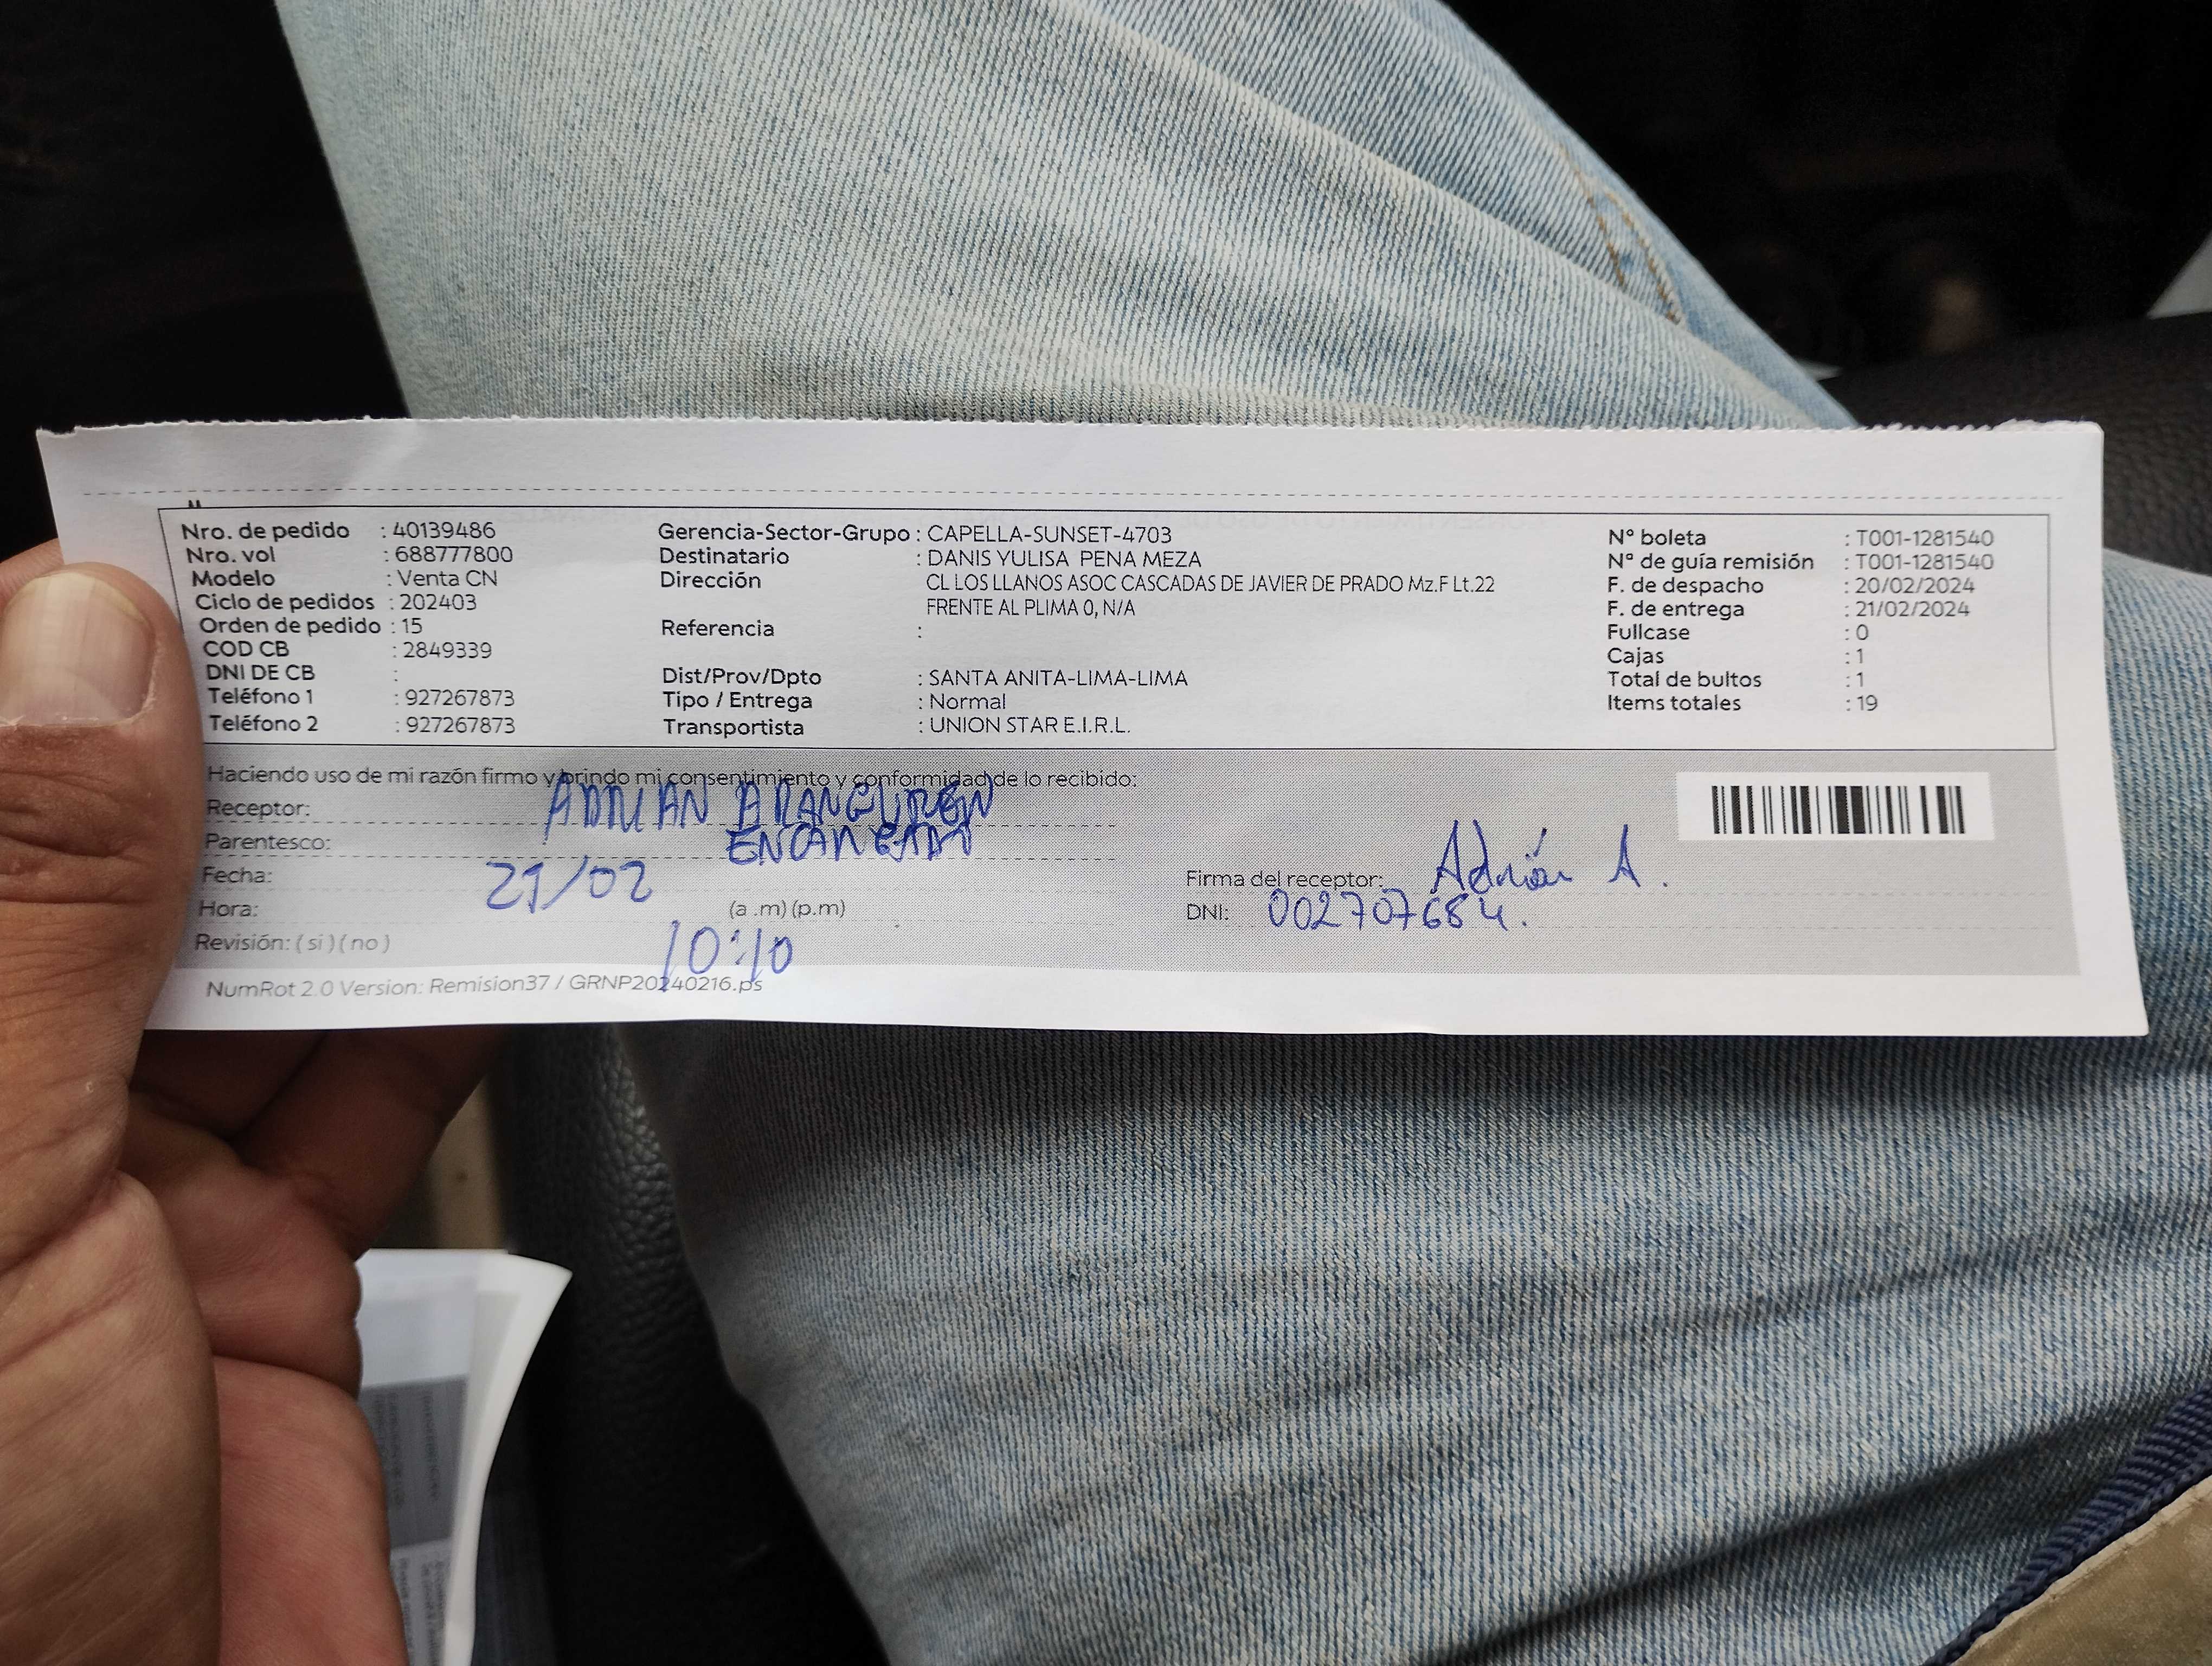 Nro. de pedido : 40139486
Nro. vol : 688777800
Modelo : Venta CN
Ciclo de pedidos : 202403
Orden de pedido : 15
COD CB : 2849339
DNI DE CB :
Teléfono 1 : 927267873
Teléfono 2 : 927267873
Gerencia-Sector-Grupo : CAPELLA-SUNSET-4703
Destinatario : DANIS YULISA PENA MEZA
Dirección CL LOS LLANOS ASOC CASCADAS DE JAVIER DE PRADO Mz.F Lt.22
FRENTE AL PLIMA 0, N/A
Referencia :
Dist/Prov/Dpto : SANTA ANITA-LIMA-LIMA
Tipo / Entrega : Normal
Transportista : UNION STAR E.I.R.L.
N° boleta : T001-1281540
Nª de guía remisión : T001-1281540
F. de despacho : 20/02/2024
F. de entrega : 21/02/2024
Fullcase : 0
Cajas : 1
Total de bultos : 1
Items totales : 19
Haciendo uso de mi razón firmo y brindo mi consentimiento y conformidad de lo recibido:
Receptor: ADRIAN ARANGUREN
Parentesco: ENCARGADO
Fecha: 21/02
Hora: (a .m) (p.m)
10:10
Revisión: ( si ) ( no )
Firma del receptor: Adrián A.
DNI: 002707684.
NumRot 2.0 Version: Remision37 / GRNP20240216.ps